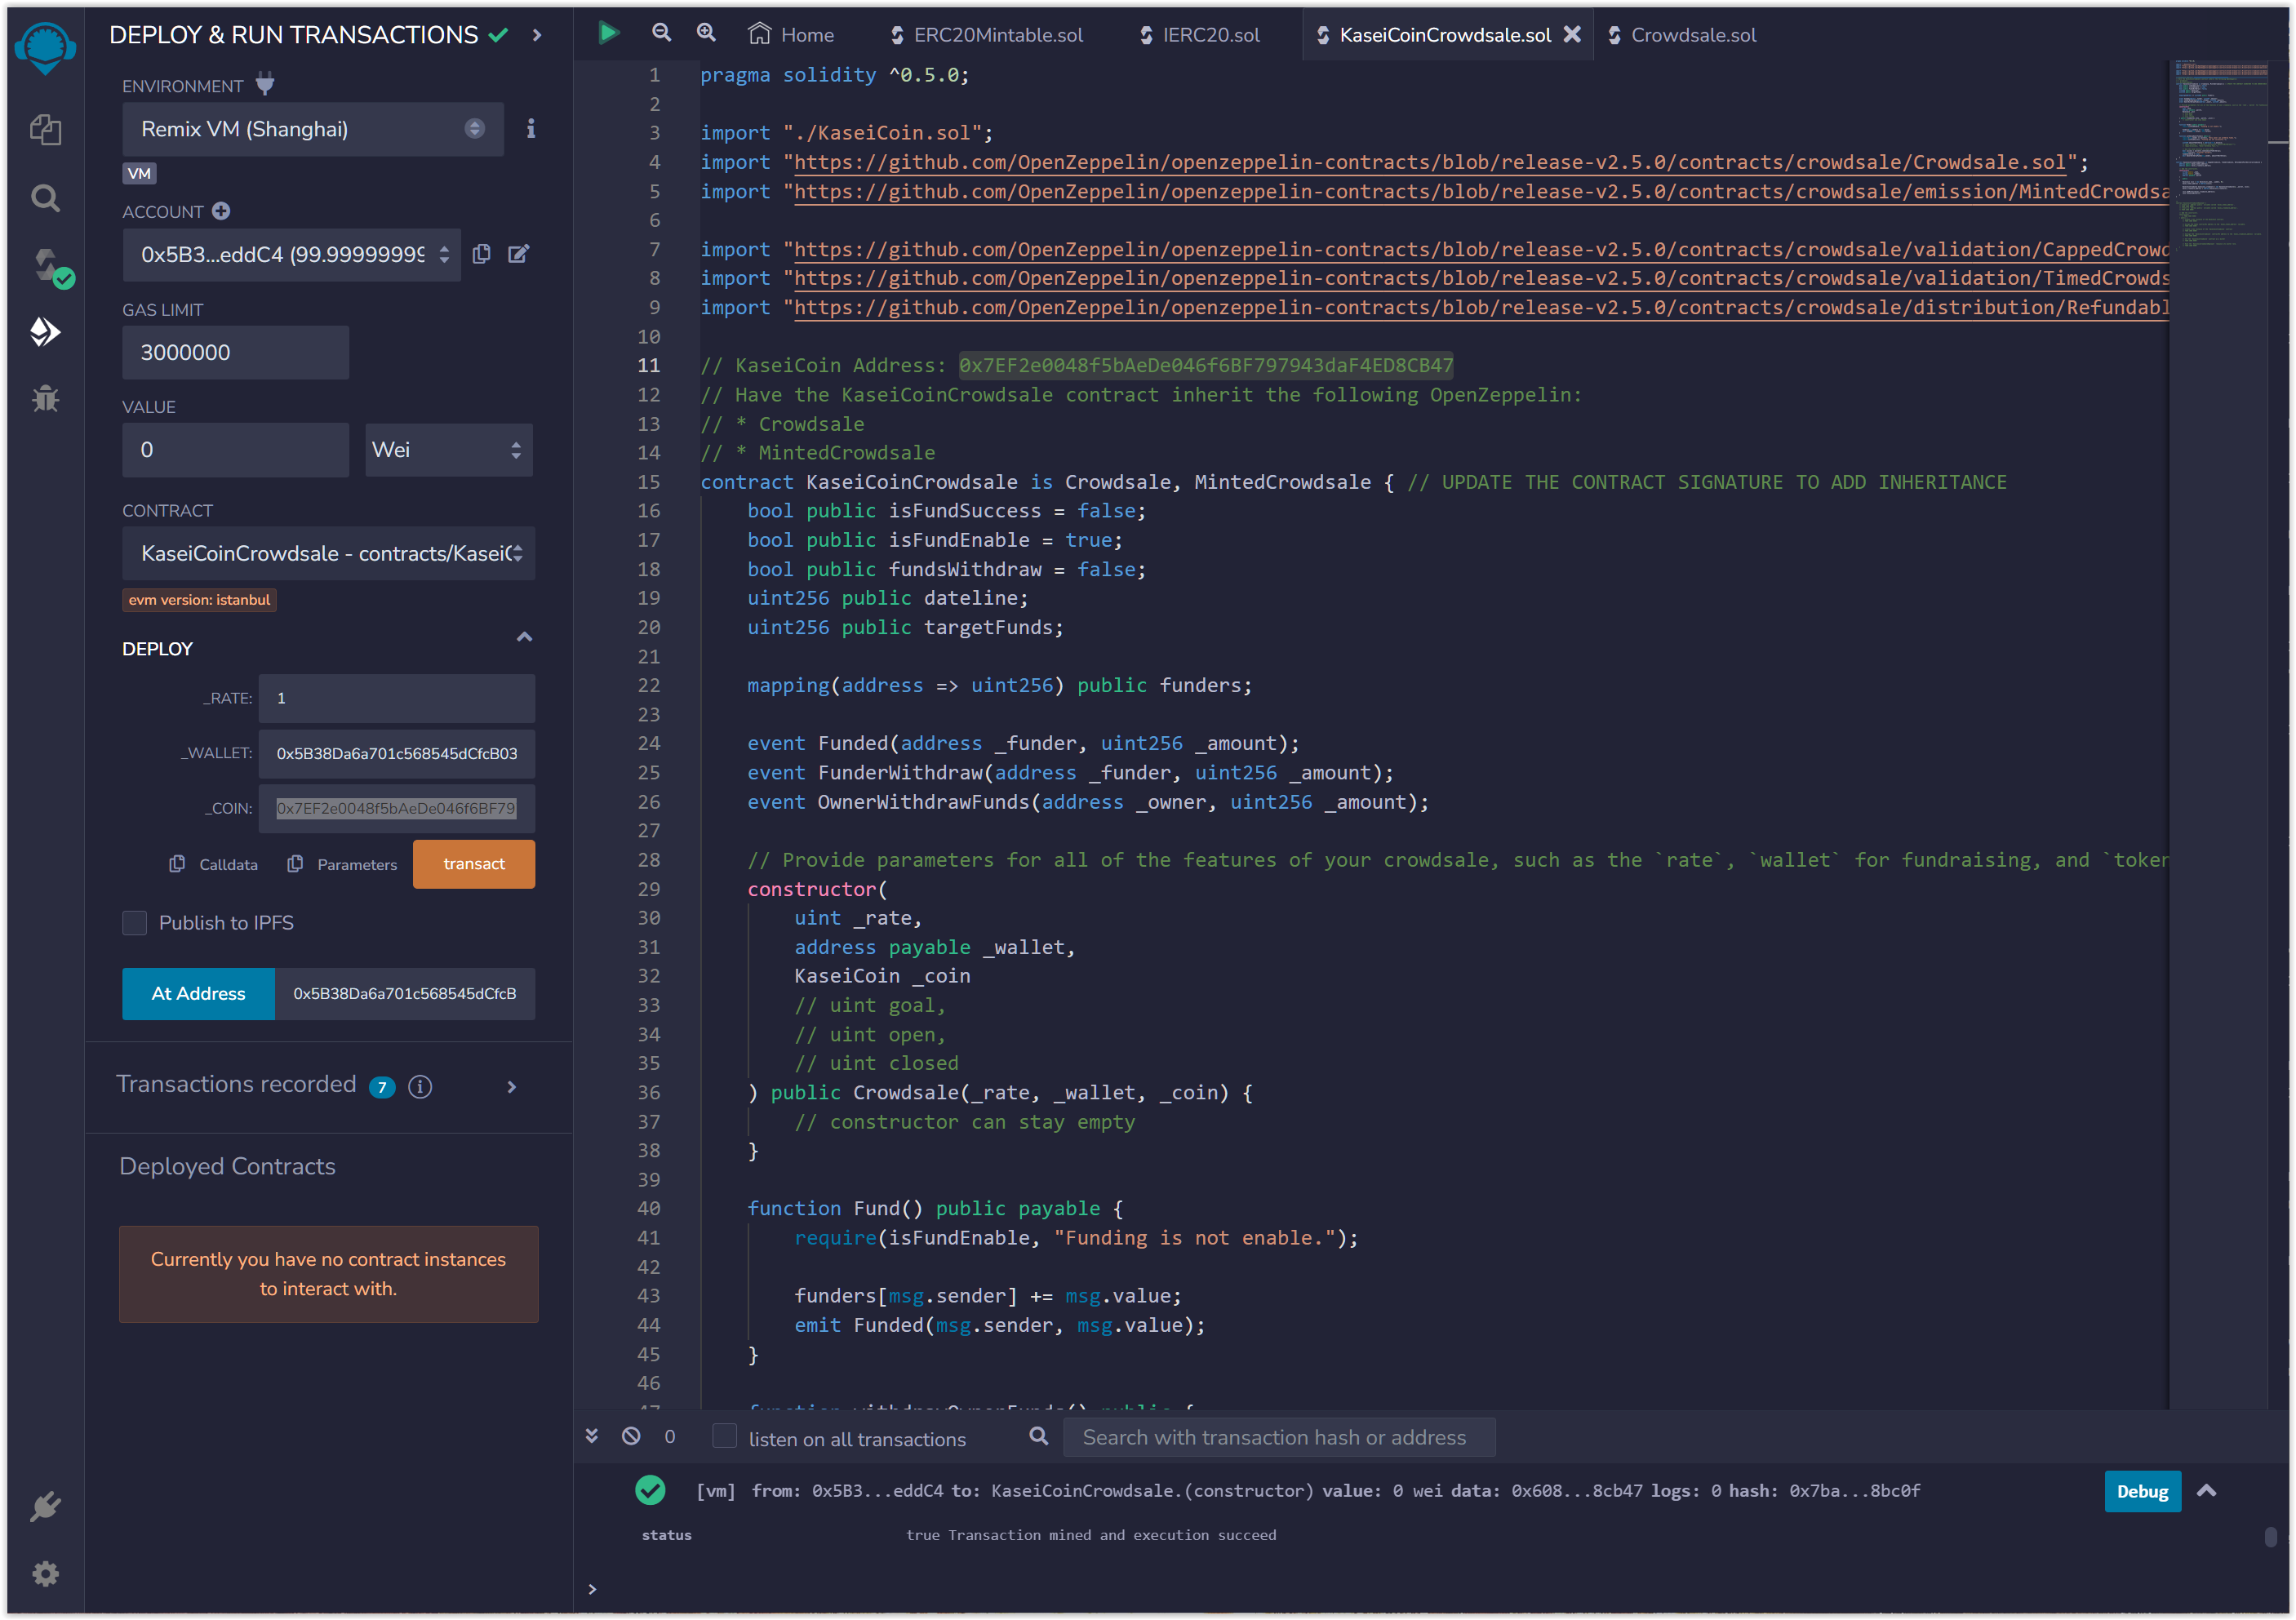 DEPLOY & RUN TRANSACTIONS
ENVIRONMENT
Remix VM (Shanghai)
VM
ACCOUNT
0x5B3...eddC4 (99.99999999
GAS LIMIT
3000000
VALUE
0
Wei
CONTRACT
KaseiCoinCrowdsale - contracts/KaseiC
evm version: istanbul
DEPLOY
_RATE:
1
_WALLET:
0x5B38Da6a701c568545dCfcB03
_COIN:
0x7EF2e0048f5bAeDe046f6BF79
Calldata
Parameters
transact
Publish to IPFS
At Address
0x5B38Da6a701c568545dCfcB
Transactions recorded 7
Deployed Contracts
Currently you have no contract instances
to interact with.
Home
ERC20Mintable.sol
IERC20.sol
KaseiCoinCrowdsale.sol
Crowdsale.sol
1 pragma solidity ^0.5.0;
2
3 import "./KaseiCoin.sol";
4 import "https://github.com/OpenZeppelin/openzeppelin-contracts/blob/release-v2.5.0/contracts/crowdsale/Crowdsale.sol";
5 import "https://github.com/OpenZeppelin/openzeppelin-contracts/blob/release-v2.5.0/contracts/crowdsale/emission/MintedCrowdsa
6
7 import "https://github.com/OpenZeppelin/openzeppelin-contracts/blob/release-v2.5.0/contracts/crowdsale/validation/CappedCrowd
8 import "https://github.com/OpenZeppelin/openzeppelin-contracts/blob/release-v2.5.0/contracts/crowdsale/validation/TimedCrowds
9 import "https://github.com/OpenZeppelin/openzeppelin-contracts/blob/release-v2.5.0/contracts/crowdsale/distribution/Refundabl
10
11 // KaseiCoin Address: 0x7EF2e0048f5bAeDe046f6BF797943daF4ED8CB47
12 // Have the KaseiCoinCrowdsale contract inherit the following OpenZeppelin:
13 // * Crowdsale
14 // * MintedCrowdsale
15 contract KaseiCoinCrowdsale is Crowdsale, MintedCrowdsale { // UPDATE THE CONTRACT SIGNATURE TO ADD INHERITANCE
16 bool public isFundSuccess = false;
17 bool public isFundEnable = true;
18 bool public fundsWithdraw = false;
19 uint256 public dateline;
20 uint256 public targetFunds;
21
22 mapping(address => uint256) public funders;
23
24 event Funded(address _funder, uint256 _amount);
25 event FunderWithdraw(address _funder, uint256 _amount);
26 event OwnerWithdrawFunds(address _owner, uint256 _amount);
27
28 // Provide parameters for all of the features of your crowdsale, such as the `rate`, `wallet` for fundraising, and `token
29 constructor(
30 uint _rate,
31 address payable _wallet,
32 KaseiCoin _coin
33 // uint goal,
34 // uint open,
35 // uint closed
36 ) public Crowdsale(_rate, _wallet, _coin) {
37 // constructor can stay empty
38 }
39
40 function Fund() public payable {
41 require(isFundEnable, "Funding is not enable.");
42
43 funders[msg.sender] += msg.value;
44 emit Funded(msg.sender, msg.value);
45 }
46
47 function withdrawOwnerFunds() public {
0
listen on all transactions
Search with transaction hash or address
[vm] from: 0x5B3...eddC4 to: KaseiCoinCrowdsale.(constructor) value: 0 wei data: 0x608...8cb47 logs: 0 hash: 0x7ba...8bc0f
Debug
status true Transaction mined and execution succeed
>